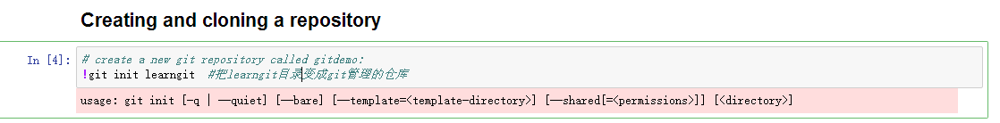 Creating and cloning a repository
In [4]: # create a new git repository called gitdemo:
!git init learngit  #把learngit目录变成git管理的仓库
usage: git init [-q | --quiet] [--bare] [--template=<template-directory>] [--shared[=<permissions>]] [<directory>]